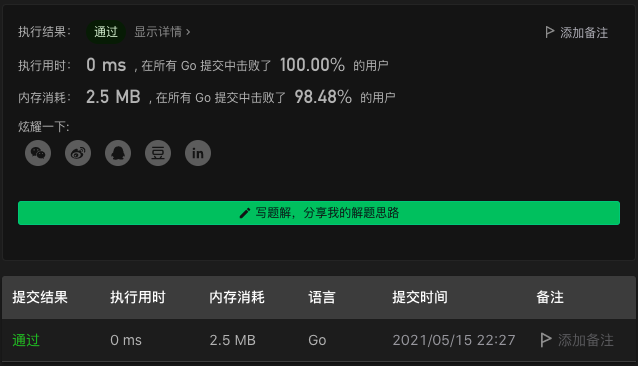 执行结果： 通过 显示详情 › 添加备注
执行用时： 0 ms , 在所有 Go 提交中击败了 100.00% 的用户
内存消耗： 2.5 MB , 在所有 Go 提交中击败了 98.48% 的用户
炫耀一下:
豆 in
写题解，分享我的解题思路
提交结果 执行用时 内存消耗 语言 提交时间 备注
通过 0 ms 2.5 MB Go 2021/05/15 22:27 添加备注